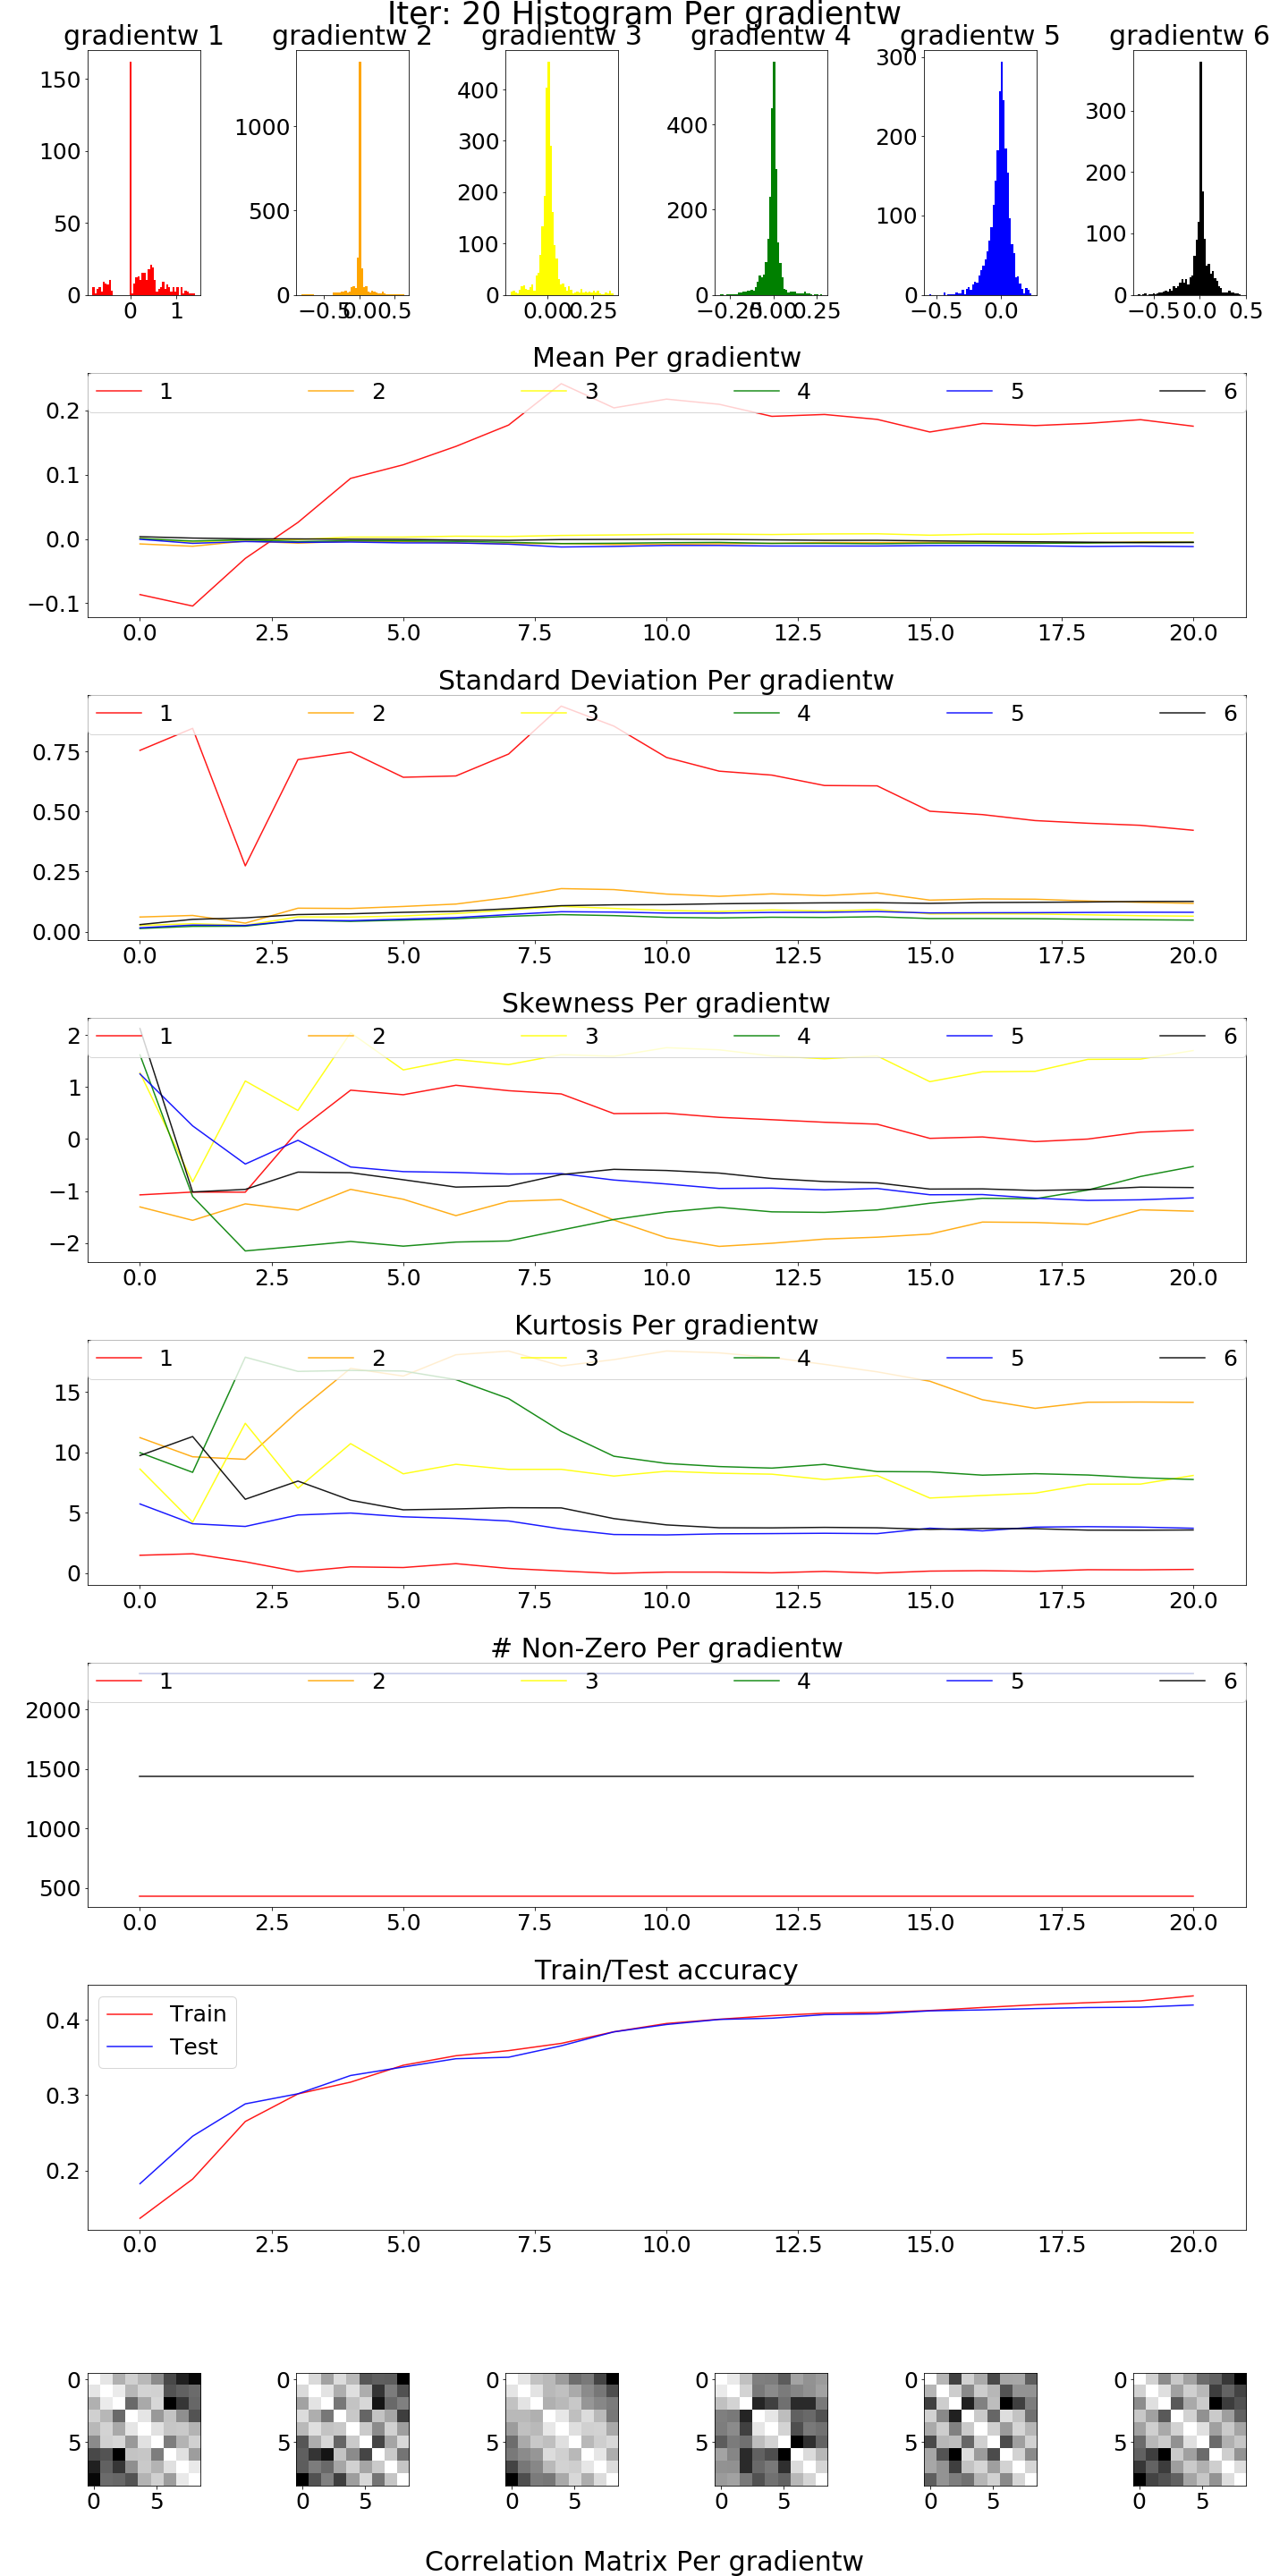 Iter: 20 Histogram Per gradientw
gradientw 1 gradientw 2 gradientw 3 gradientw 4 gradientw 5 gradientw 6
150
100
50
0
0 1
1000
500
0
−0.5 0.0 0.5
400
300
200
100
0
0.00 0.25
400
200
0
−0.25 0.00 0.25
300
200
100
0
−0.5 0.0
300
200
100
0
−0.5 0.0 0.5
Mean Per gradientw
1 2 3 4 5 6
0.2
0.1
0.0
−0.1
0.0 2.5 5.0 7.5 10.0 12.5 15.0 17.5 20.0
Standard Deviation Per gradientw
1 2 3 4 5 6
0.75
0.50
0.25
0.00
0.0 2.5 5.0 7.5 10.0 12.5 15.0 17.5 20.0
Skewness Per gradientw
1 2 3 4 5 6
2
1
0
−1
−2
0.0 2.5 5.0 7.5 10.0 12.5 15.0 17.5 20.0
Kurtosis Per gradientw
1 2 3 4 5 6
15
10
5
0
0.0 2.5 5.0 7.5 10.0 12.5 15.0 17.5 20.0
# Non-Zero Per gradientw
1 2 3 4 5 6
2000
1500
1000
500
0.0 2.5 5.0 7.5 10.0 12.5 15.0 17.5 20.0
Train/Test accuracy
Train
Test
0.4
0.3
0.2
0.0 2.5 5.0 7.5 10.0 12.5 15.0 17.5 20.0
0 0 0 0 0 0
5 5 5 5 5 5
0 5 0 5 0 5 0 5 0 5 0 5
Correlation Matrix Per gradientw